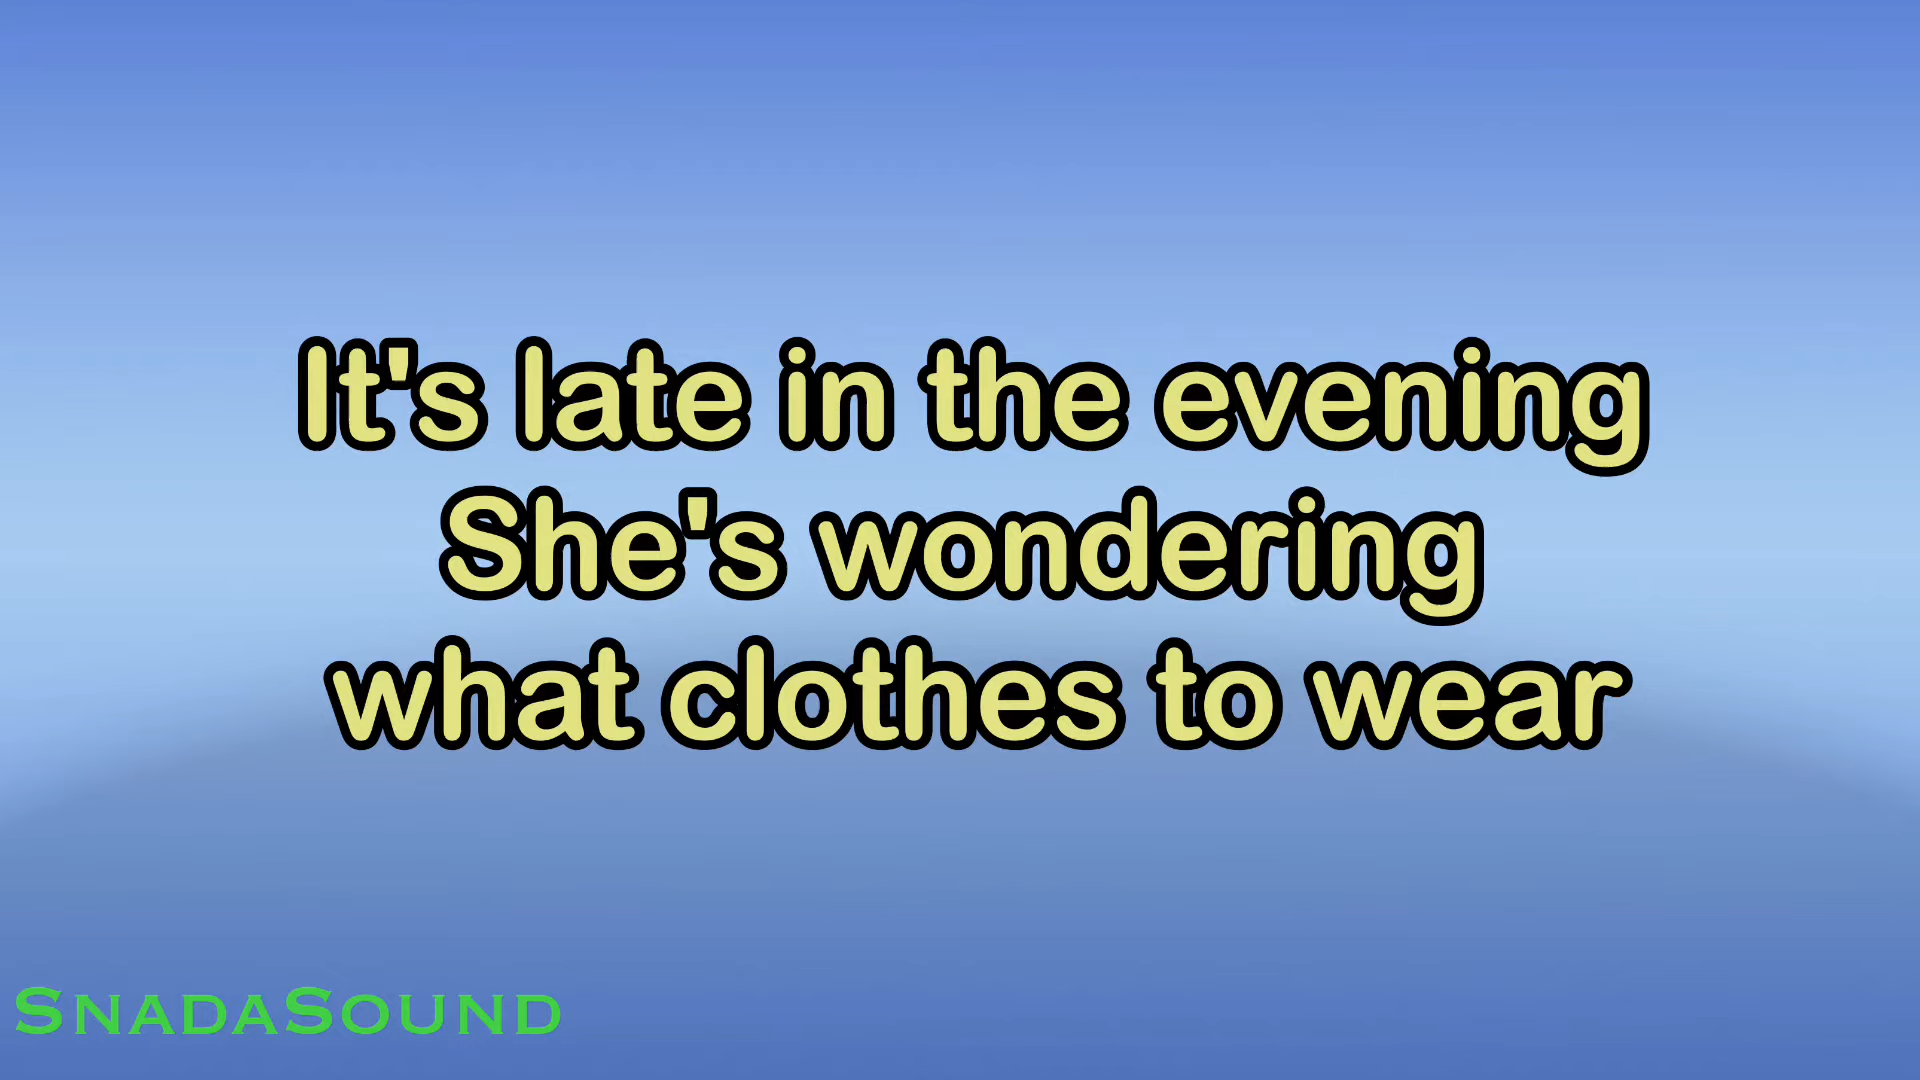 It's late in the evening
She's wondering
what clothes to wear
SnadaSound